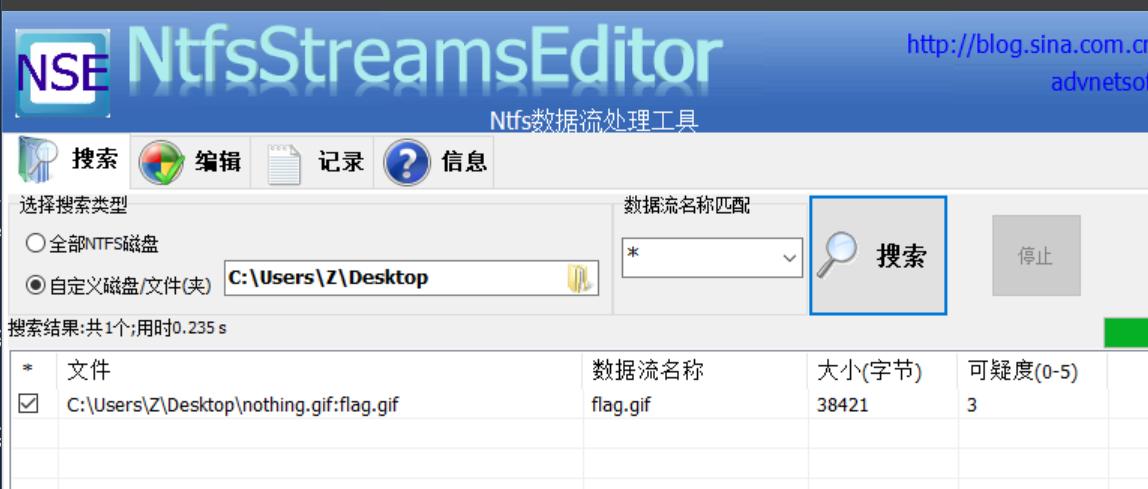 NSE NtfsStreamsEditor
http://blog.sina.com.cn
advnetsof
Ntfs数据流处理工具
搜索 编辑 记录 信息
选择搜索类型 数据流名称匹配
全部NTFS磁盘
* 搜索 停止
自定义磁盘/文件(夹) C:\Users\Z\Desktop
搜索结果:共1个;用时0.235 s
* 文件 数据流名称 大小(字节) 可疑度(0-5)
C:\Users\Z\Desktop\nothing.gif:flag.gif flag.gif 38421 3